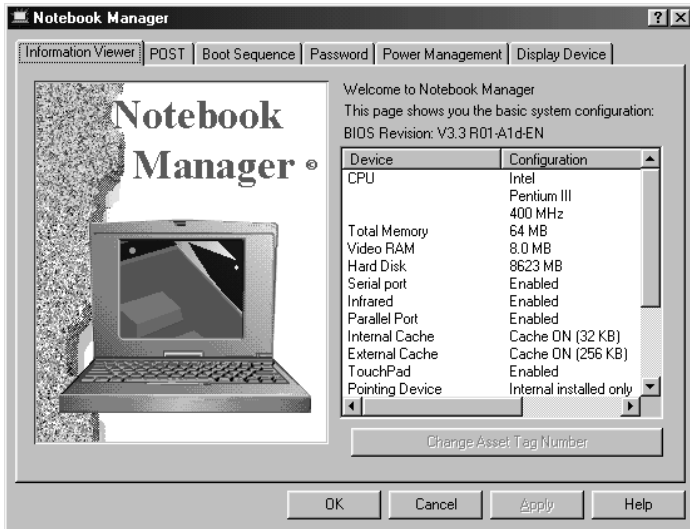 Notebook Manager
Information Viewer POST Boot Sequence Password Power Management Display Device
Notebook
Manager ©
Welcome to Notebook Manager
This page shows you the basic system configuration:
BIOS Revision: V3.3 R01-A1d-EN
Device Configuration
CPU Intel
Pentium III
400 MHz
Total Memory 64 MB
Video RAM 8.0 MB
Hard Disk 8623 MB
Serial port Enabled
Infrared Enabled
Parallel Port Enabled
Internal Cache Cache ON (32 KB)
External Cache Cache ON (256 KB)
TouchPad Enabled
Pointing Device Internal installed only
Change Asset Tag Number
OK Cancel Apply Help